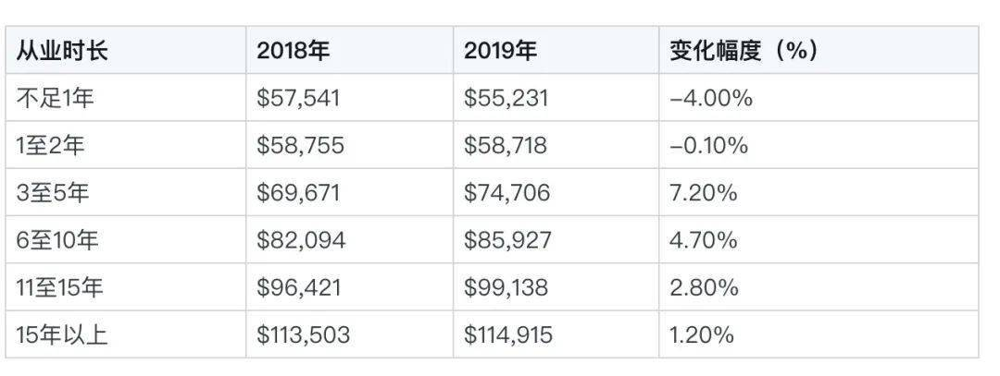 从业时长 2018年 2019年 变化幅度（%）
不足1年 $57,541 $55,231 −4.00%
1至2年 $58,755 $58,718 −0.10%
3至5年 $69,671 $74,706 7.20%
6至10年 $82,094 $85,927 4.70%
11至15年 $96,421 $99,138 2.80%
15年以上 $113,503 $114,915 1.20%